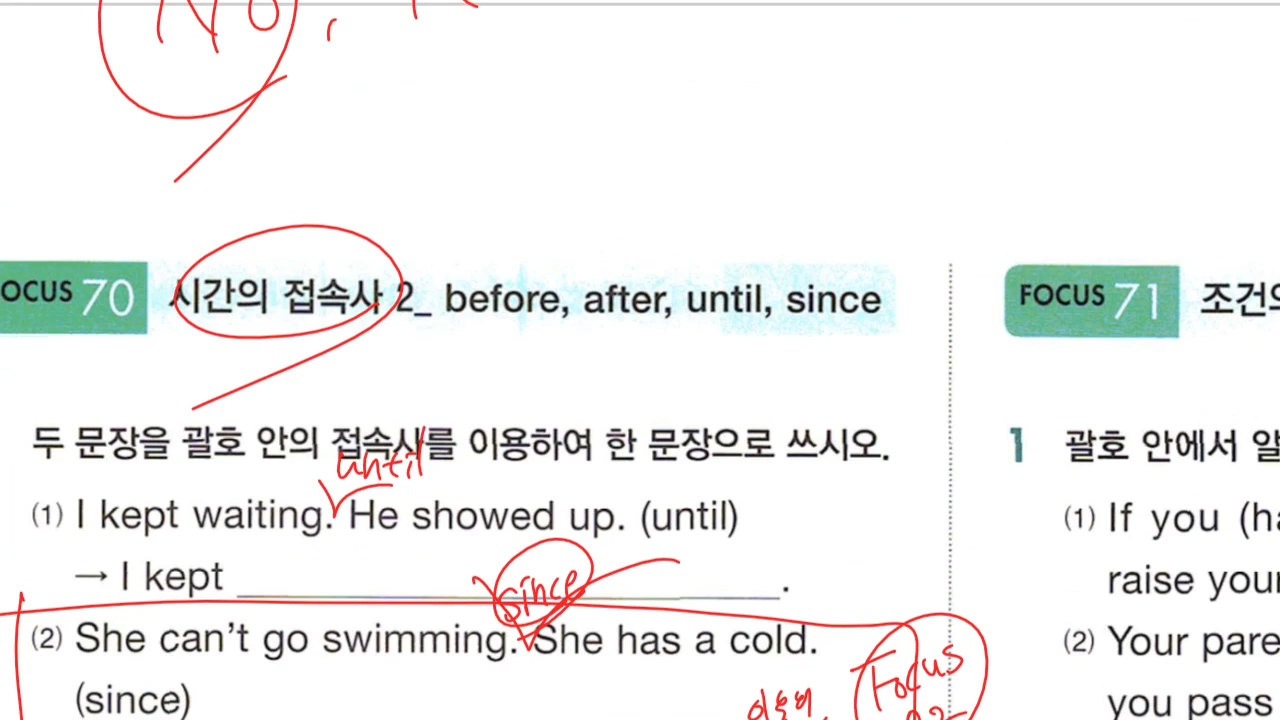 No.
OCUS 70 시간의 접속사 2_ before, after, until, since
두 문장을 괄호 안의 접속사를 이용하여 한 문장으로 쓰시오.
until
(1) I kept waiting. He showed up. (until)
→ I kept .
since
(2) She can't go swimming. She has a cold.
(since)
Focus
FOCUS 71 조건
1 괄호 안에서 알
(1) If you (ha
raise your
(2) Your pare
you pass